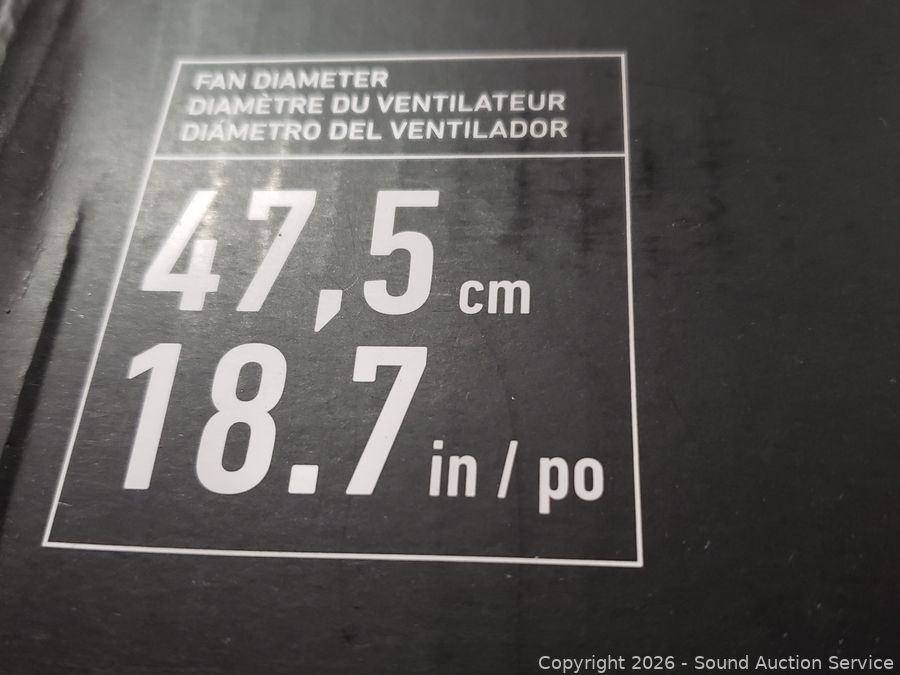 FAN DIAMETER
DIAMÈTRE DU VENTILATEUR
DIÁMETRO DEL VENTILADOR
47,5 cm
18.7 in / po
Copyright 2026 - Sound Auction Service